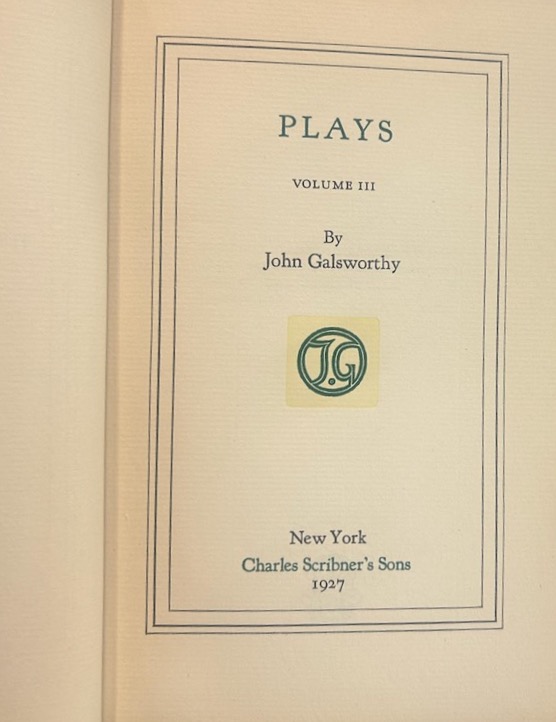 PLAYS
VOLUME III
By
John Galsworthy
J.G
New York
Charles Scribner's Sons
1927